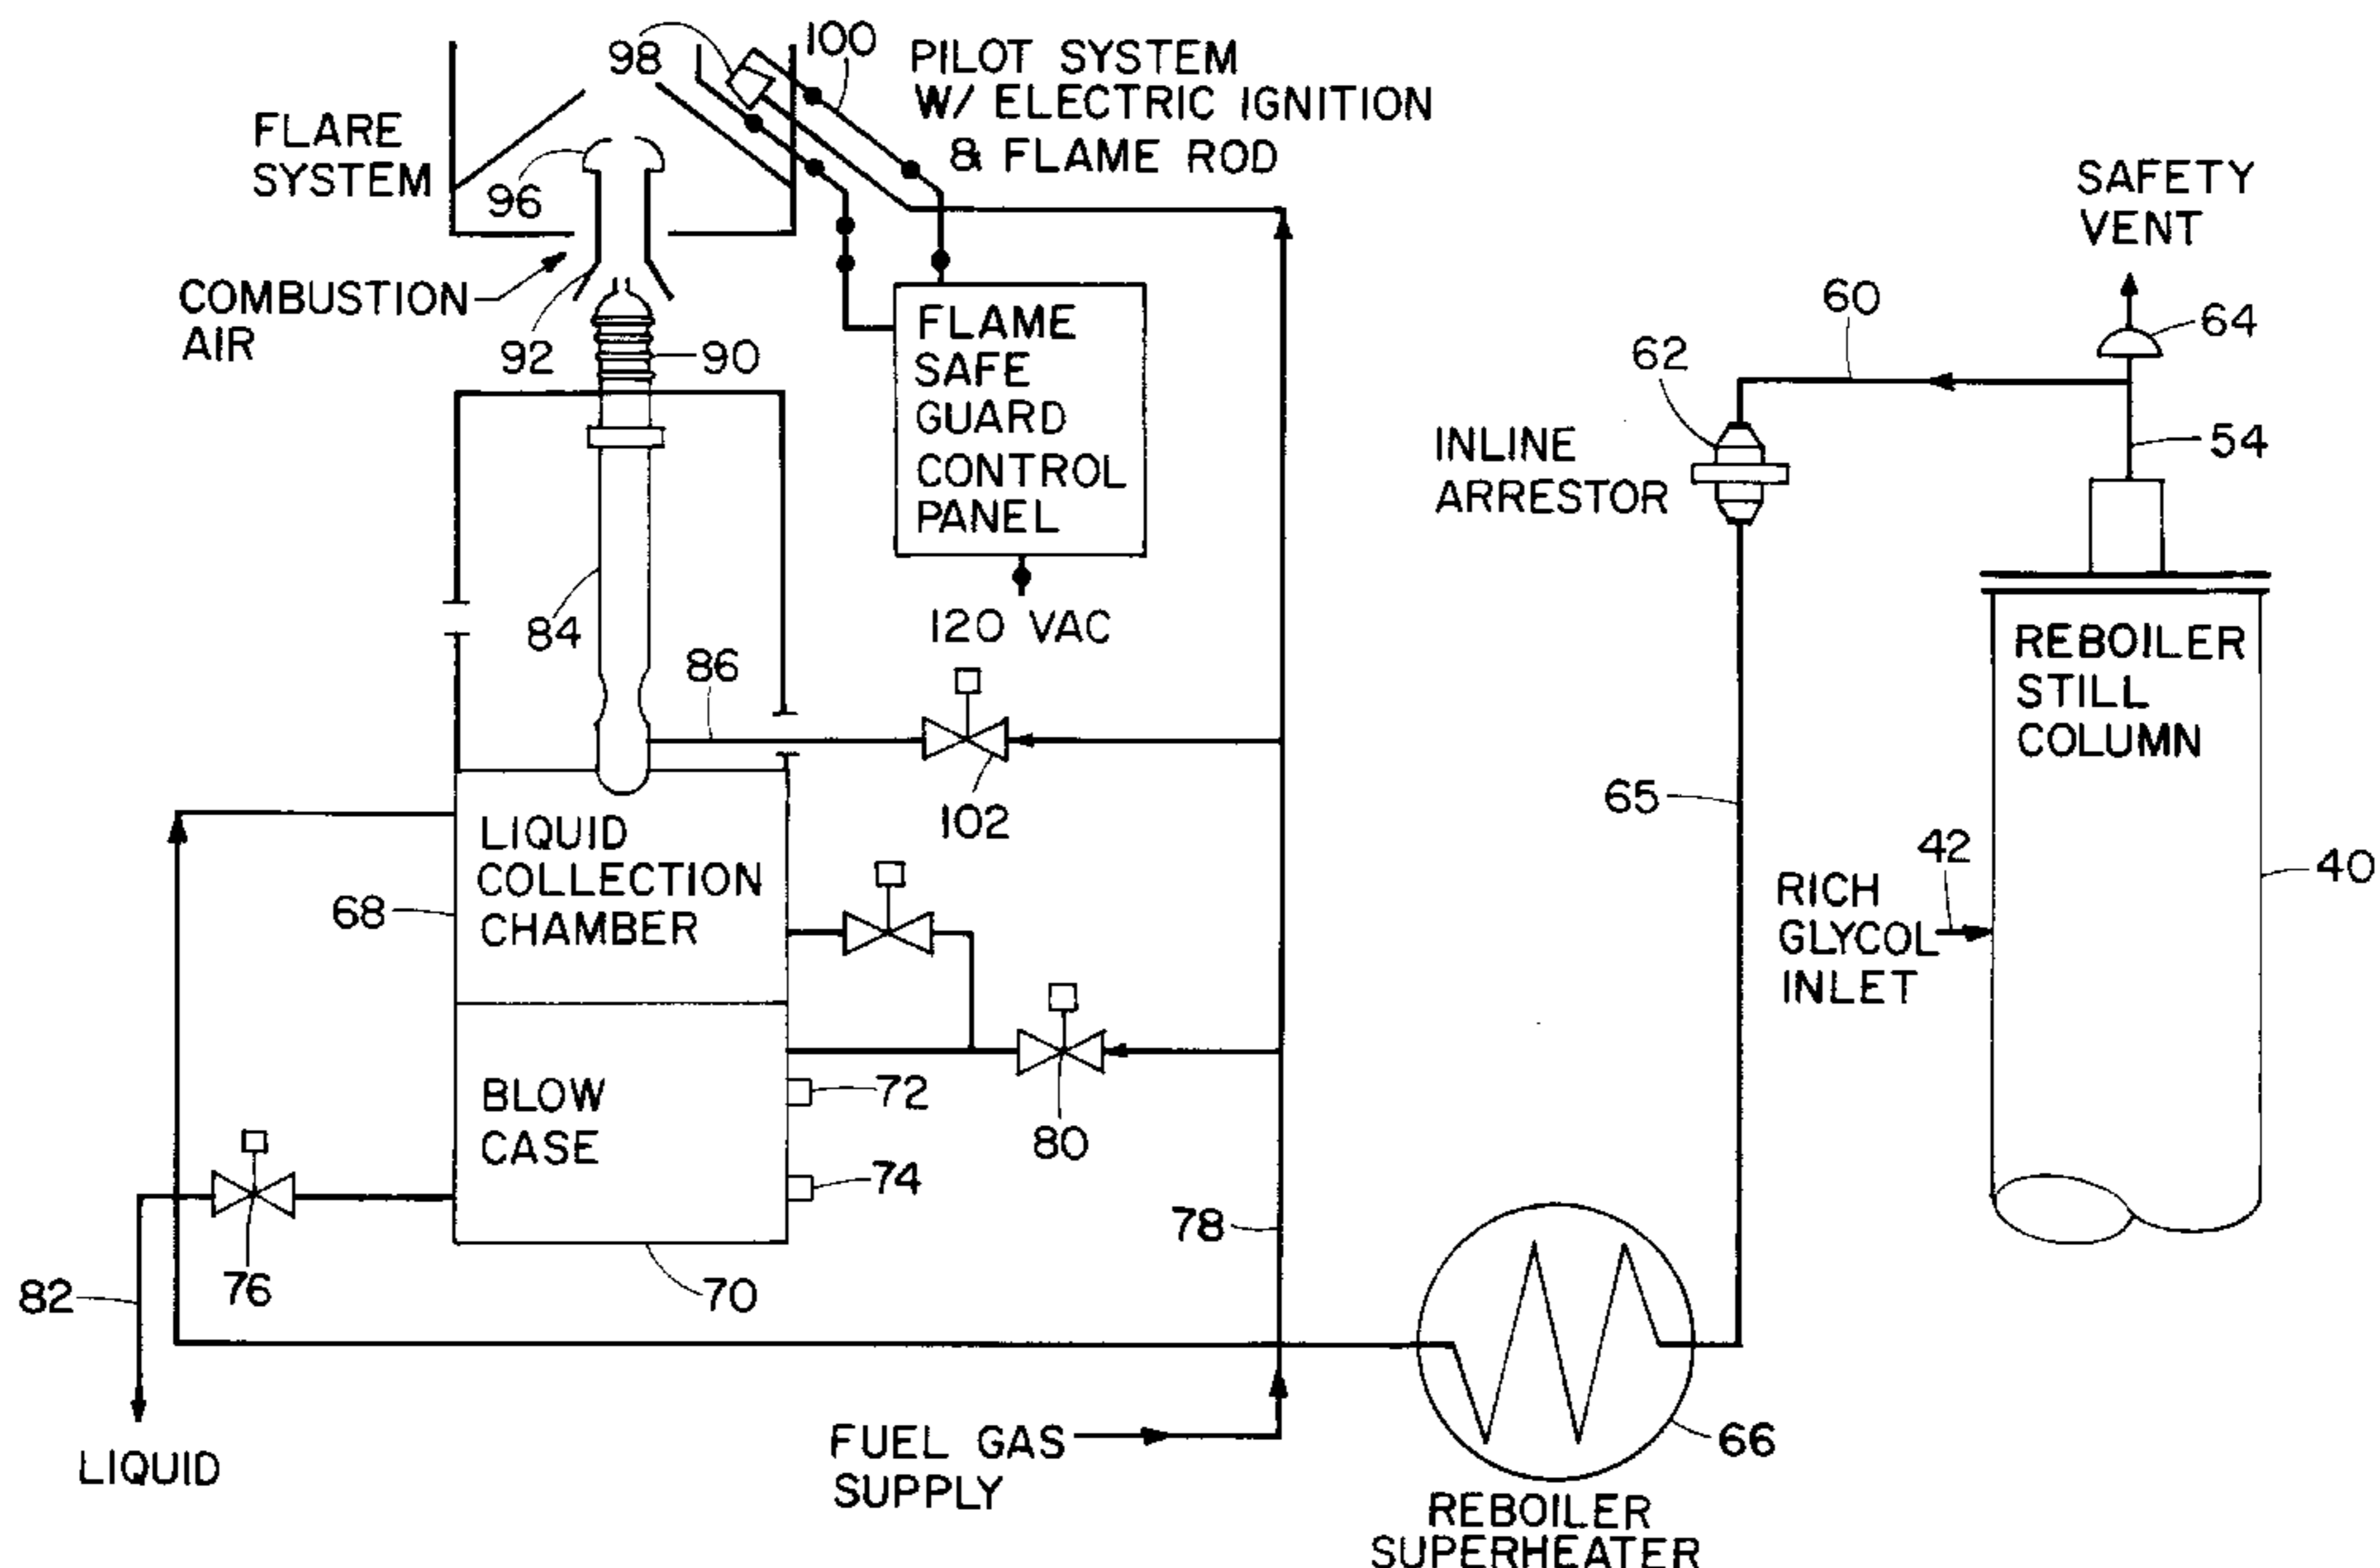 98
100
PILOT SYSTEM
W/ ELECTRIC IGNITION
& FLAME ROD
FLARE
SYSTEM
96
SAFETY
VENT
COMBUSTION
AIR
92
90
FLAME
SAFE
GUARD
CONTROL
PANEL
60
64
62
INLINE
ARRESTOR
54
84
120 VAC
86
REBOILER
STILL
COLUMN
102
65
LIQUID
COLLECTION
CHAMBER
68
42
40
RICH
GLYCOL
INLET
BLOW
CASE
72
80
74
78
76
82
70
LIQUID
FUEL GAS
SUPPLY
66
REBOILER
SUPERHEATER